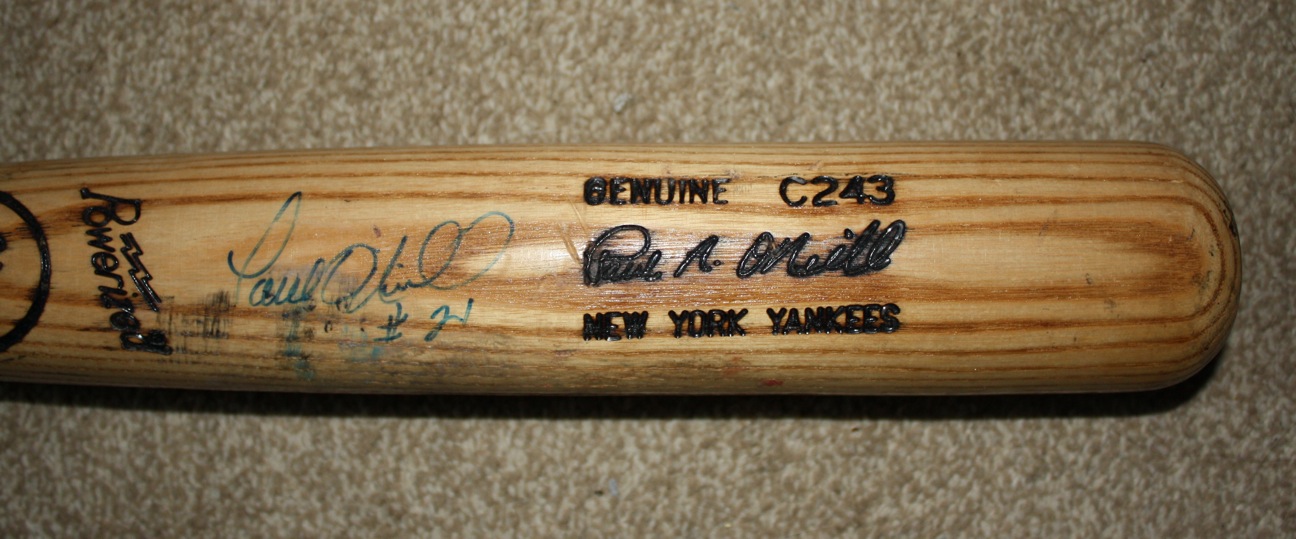 Powerized
Paul O'Neill
# 21
GENUINE C243
Paul A. O'Neill
NEW YORK YANKEES